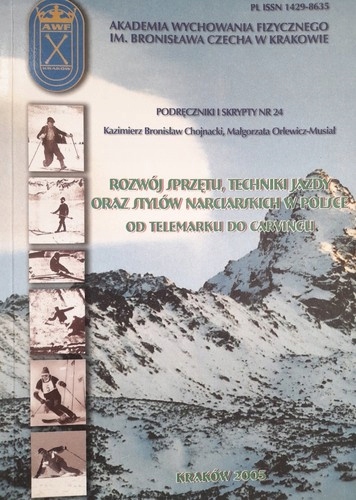 PL ISSN 1429-8635
AWF
AKADEMIA WYCHOWANIA FIZYCZNEGO
IM. BRONISŁAWA CZECHA W KRAKOWIE
PODRĘCZNIKI I SKRYPTY NR 24
Kazimierz Bronisław Chojnacki, Małgorzata Orlewicz-Musiał
ROZWÓJ SPRZĘTU, TECHNIKI JAZDY
ORAZ STYLÓW NARCIARSKICH W POLSCE
OD TELEMARKU DO CARVINGU
KRAKÓW 2005